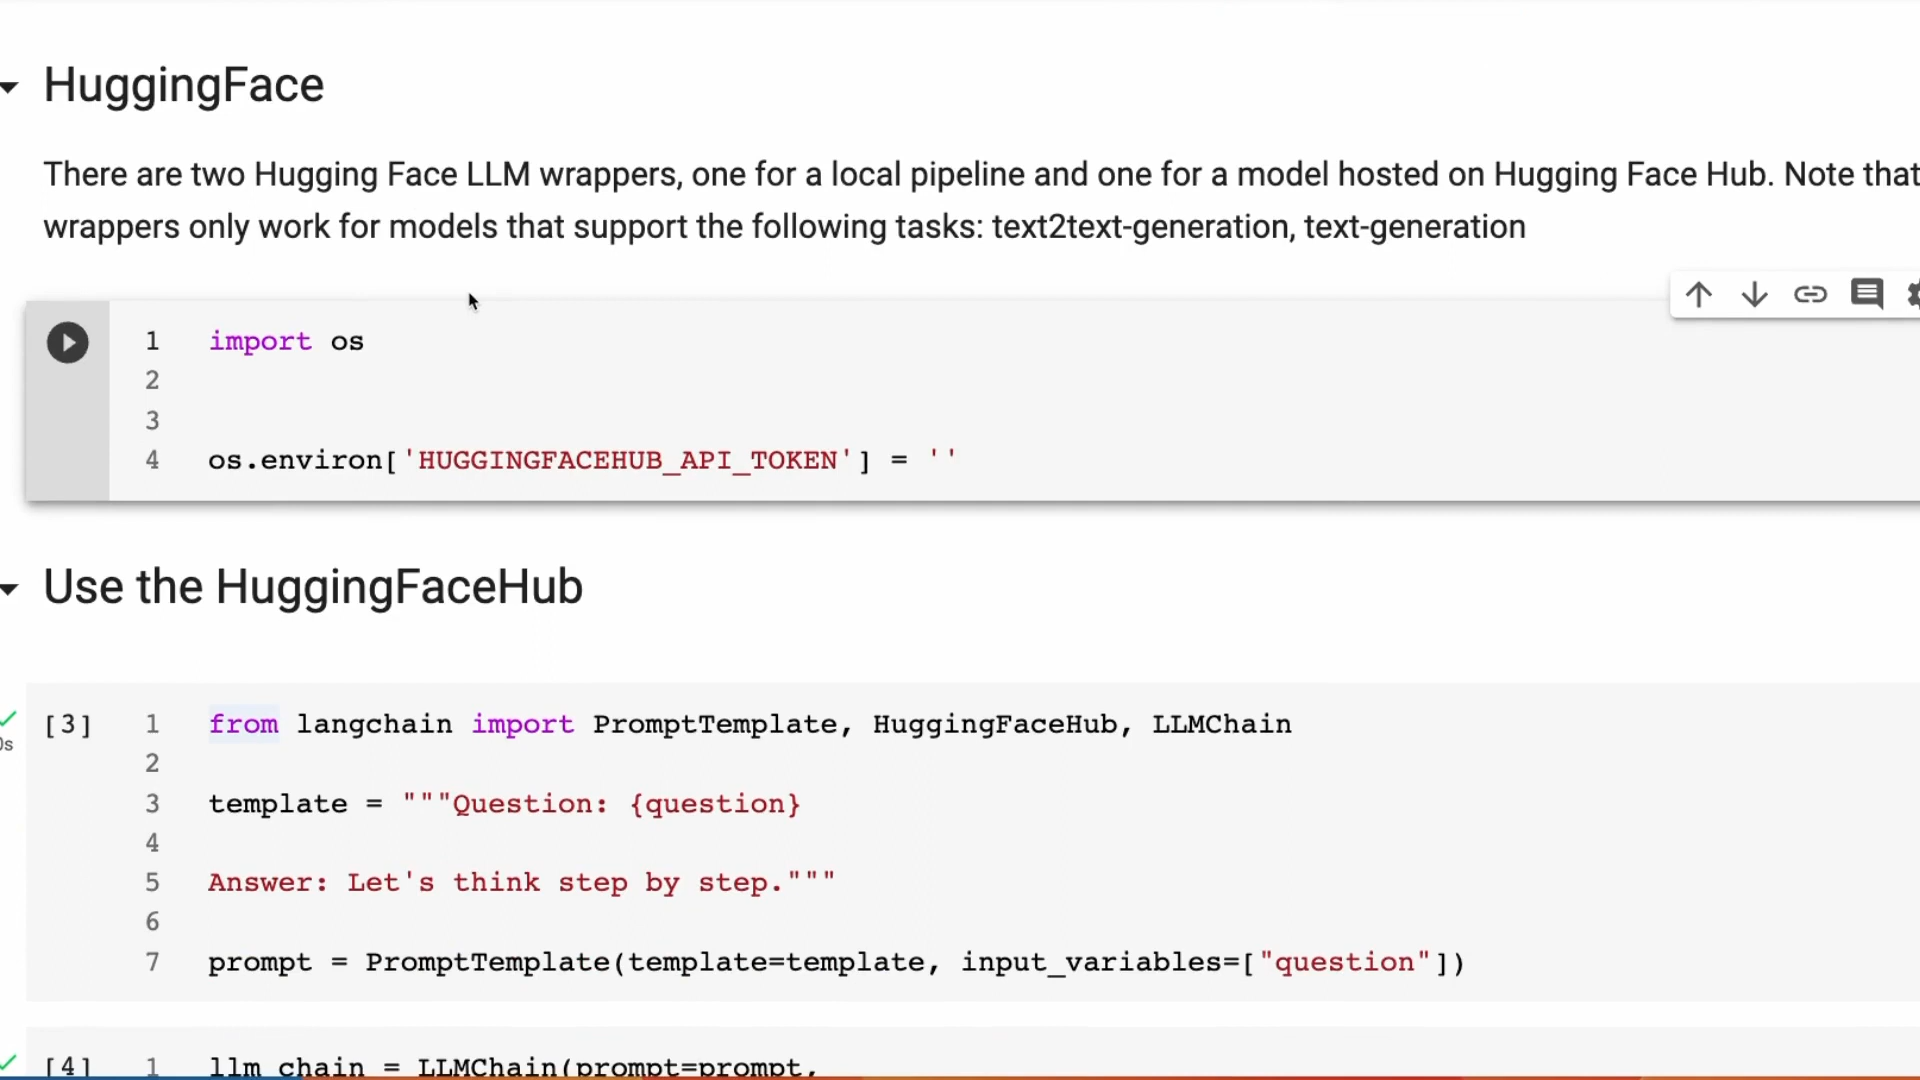 HuggingFace
There are two Hugging Face LLM wrappers, one for a local pipeline and one for a model hosted on Hugging Face Hub. Note that
wrappers only work for models that support the following tasks: text2text-generation, text-generation
1 import os
2
3
4 os.environ['HUGGINGFACEHUB_API_TOKEN'] = ''
Use the HuggingFaceHub
[3] 1 from langchain import PromptTemplate, HuggingFaceHub, LLMChain
0s 2
3 template = """Question: {question}
4
5 Answer: Let's think step by step."""
6
7 prompt = PromptTemplate(template=template, input_variables=["question"])
[4] 1 llm_chain = LLMChain(prompt=prompt,